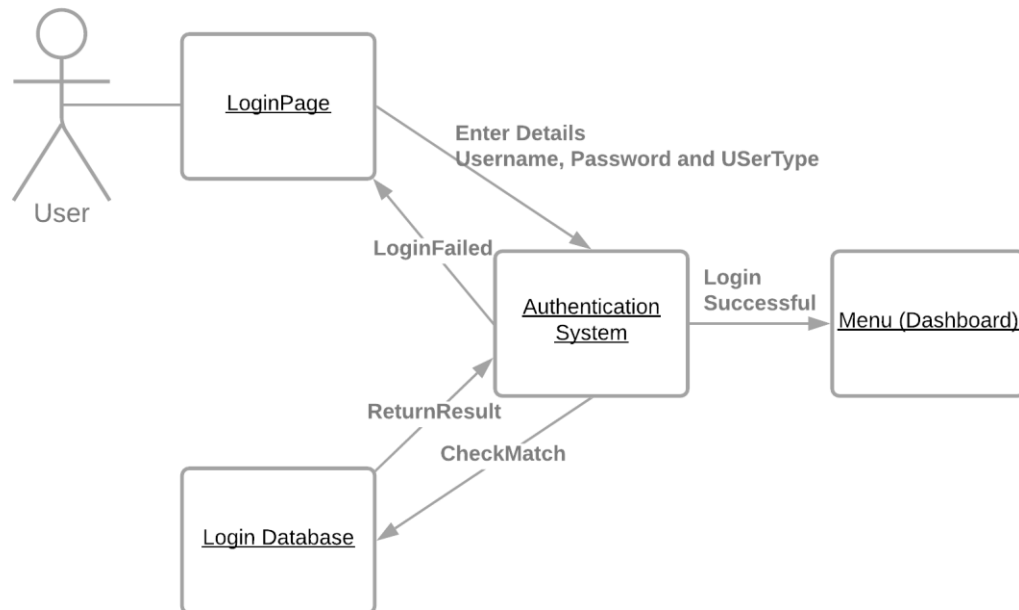 LoginPage
Enter Details
Username, Password and USerType
User
LoginFailed
Authentication
System
Login
Successful
Menu (Dashboard)
ReturnResult
CheckMatch
Login Database